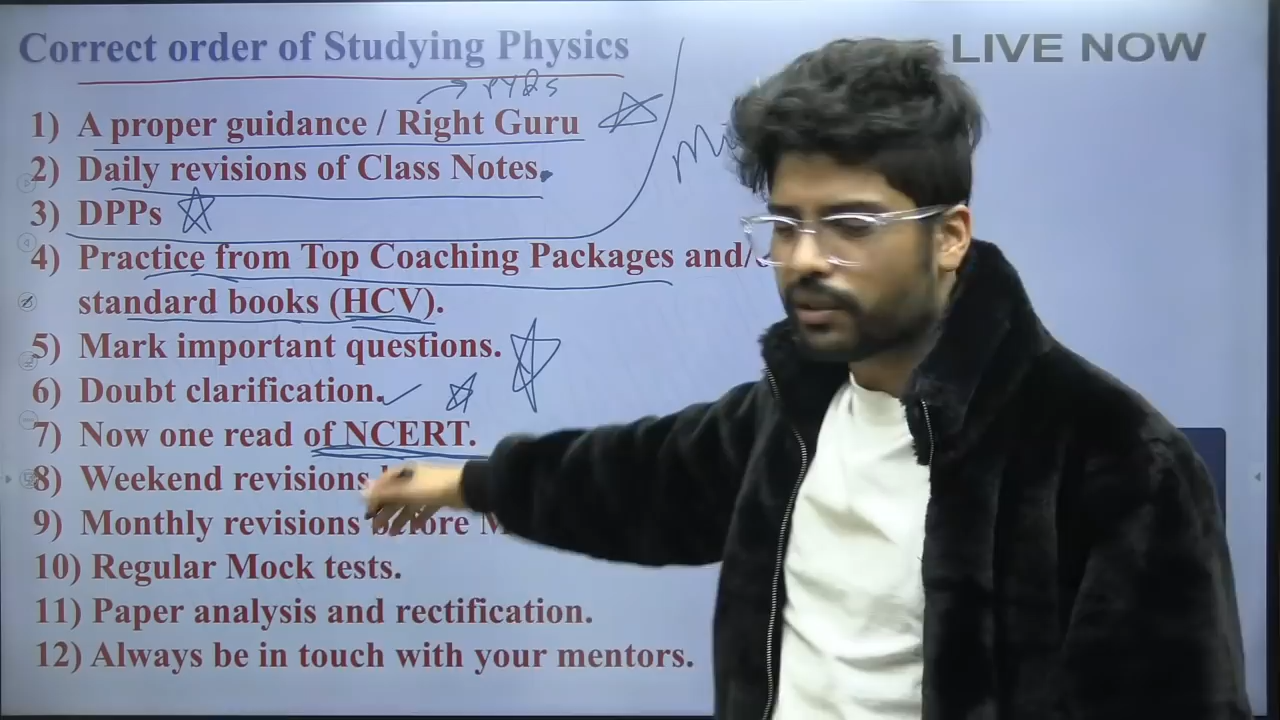 Correct order of Studying Physics
LIVE NOW
PYQs
1) A proper guidance / Right Guru
2) Daily revisions of Class Notes.
3) DPPs
4) Practice from Top Coaching Packages and/
standard books (HCV).
5) Mark important questions.
6) Doubt clarification.
7) Now one read of NCERT.
8) Weekend revisions
9) Monthly revisions before
10) Regular Mock tests.
11) Paper analysis and rectification.
12) Always be in touch with your mentors.